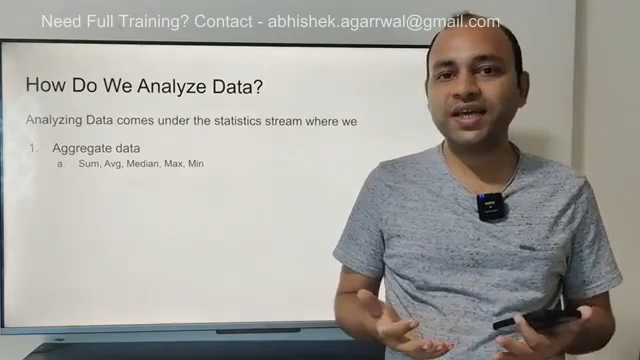 Need Full Training? Contact - abhishek.agarrwal@gmail.com
How Do We Analyze Data?
Analyzing Data comes under the statistics stream where we
1. Aggregate data
a. Sum, Avg, Median, Max, Min